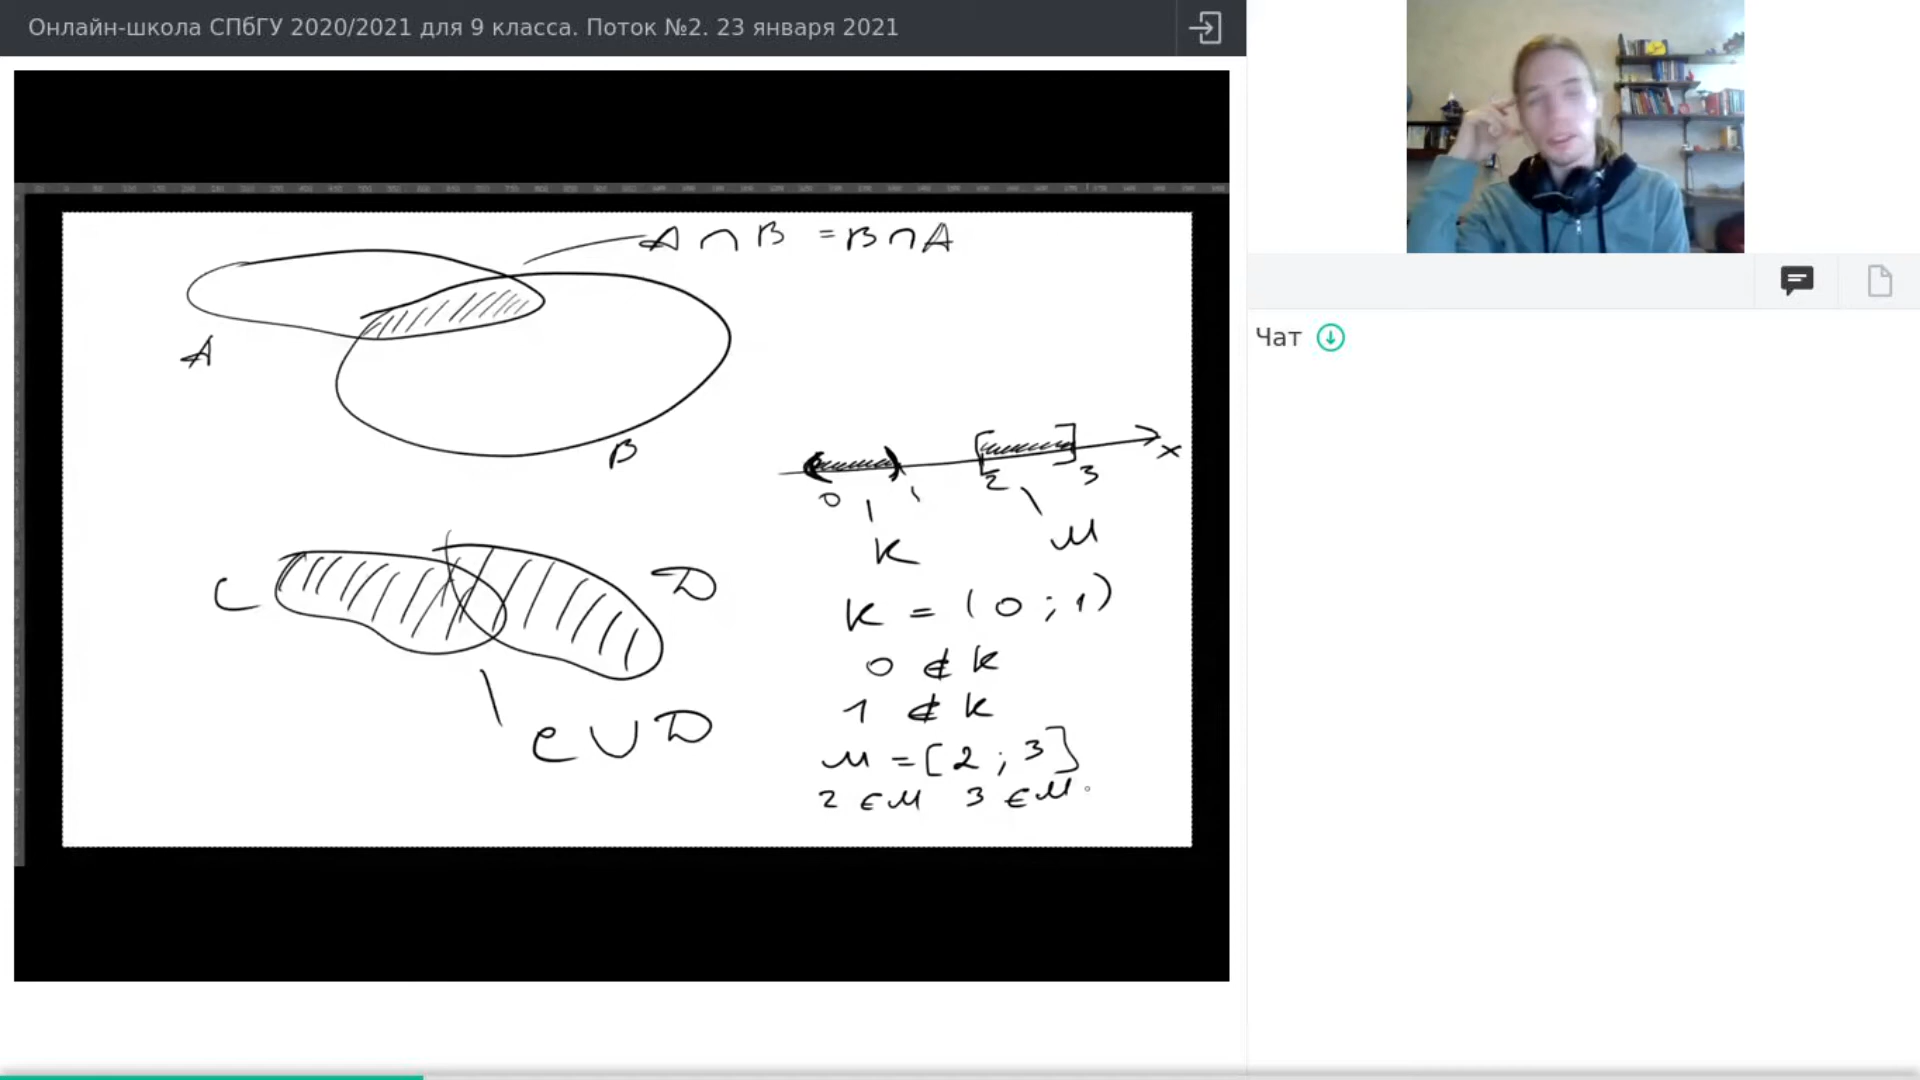 Онлайн-школа СПбГУ 2020/2021 для 9 класса. Поток №2. 23 января 2021
A ∩ B = B ∩ A
A
B
x
0 1 2 3
K
M
C
D
K = (0 ; 1)
0 ∉ K
1 ∉ K
C ∪ D
M = [2 ; 3]
2 ∈ M 3 ∈ M
Чат